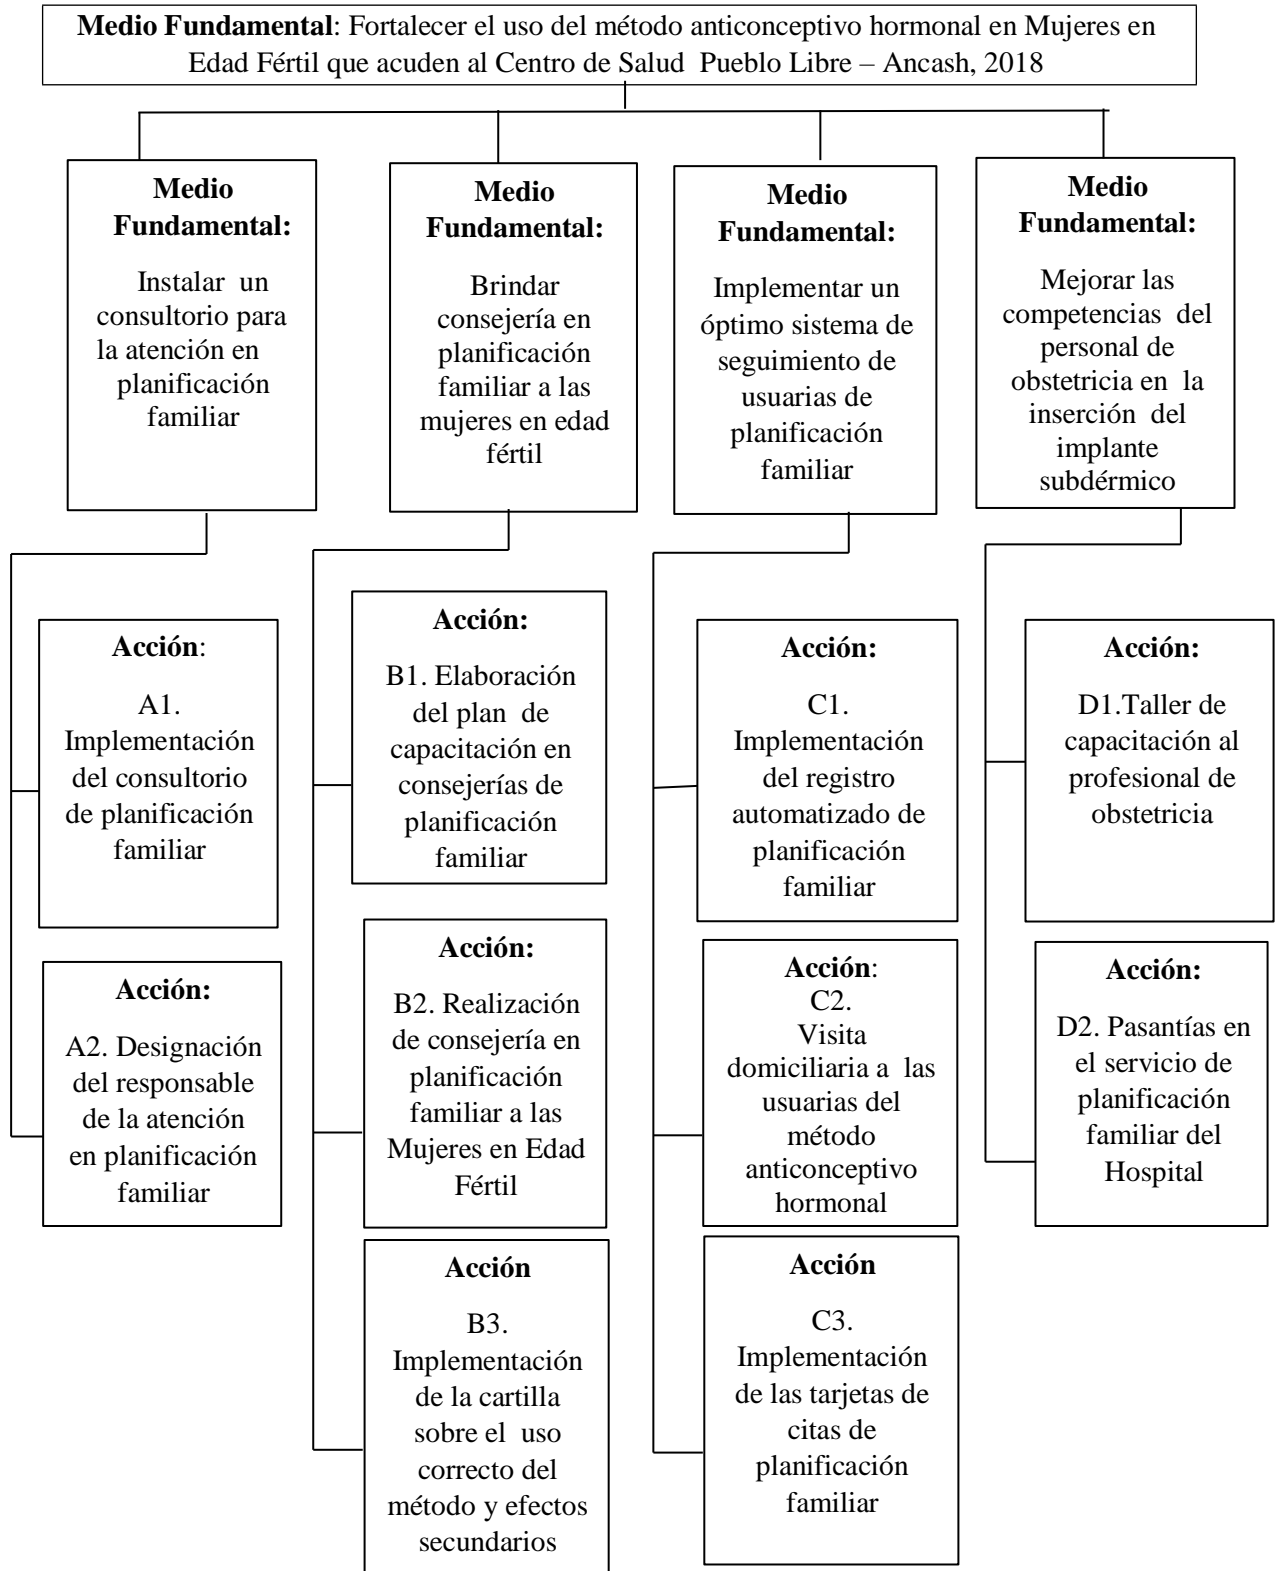 Medio Fundamental: Fortalecer el uso del método anticonceptivo hormonal en Mujeres en
Edad Fértil que acuden al Centro de Salud Pueblo Libre – Ancash, 2018
Medio
Fundamental:
Instalar un
consultorio para
la atención en
planificación
familiar
Medio
Fundamental:
Brindar
consejería en
planificación
familiar a las
mujeres en edad
fértil
Medio
Fundamental:
Implementar un
óptimo sistema de
seguimiento de
usuarias de
planificación
familiar
Medio
Fundamental:
Mejorar las
competencias del
personal de
obstetricia en la
inserción del
implante
subdérmico
Acción:
A1.
Implementación
del consultorio
de planificación
familiar
Acción:
A2. Designación
del responsable
de la atención
en planificación
familiar
Acción:
B1. Elaboración
del plan de
capacitación en
consejerías de
planificación
familiar
Acción:
B2. Realización
de consejería en
planificación
familiar a las
Mujeres en Edad
Fértil
Acción
B3.
Implementación
de la cartilla
sobre el uso
correcto del
método y efectos
secundarios
Acción:
C1.
Implementación
del registro
automatizado de
planificación
familiar
Acción:
C2.
Visita
domiciliaria a las
usuarias del
método
anticonceptivo
hormonal
Acción
C3.
Implementación
de las tarjetas de
citas de
planificación
familiar
Acción:
D1.Taller de
capacitación al
profesional de
obstetricia
Acción:
D2. Pasantías en
el servicio de
planificación
familiar del
Hospital